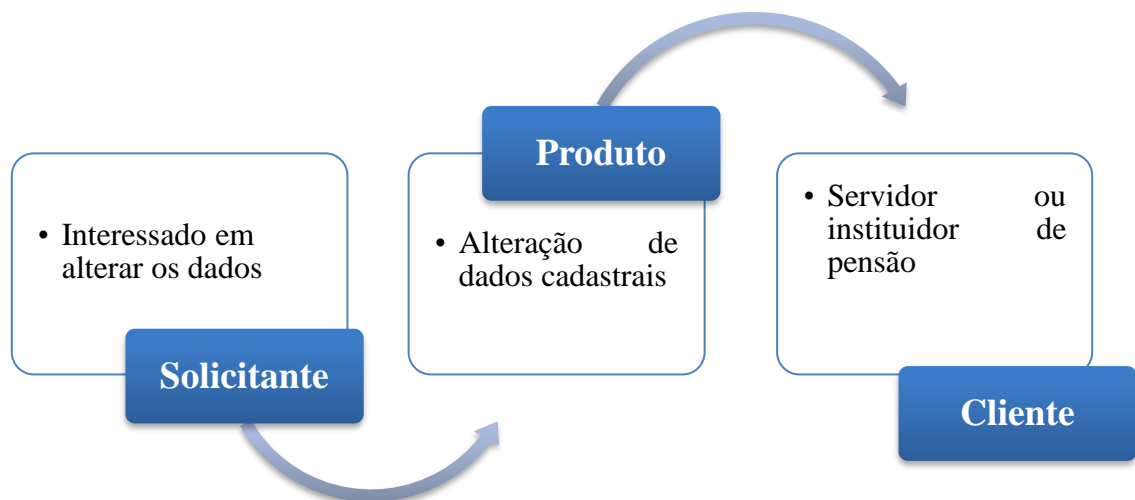 • Interessado em
alterar os dados
Solicitante
Produto
• Alteração de
dados cadastrais
• Servidor ou
instituidor de
pensão
Cliente